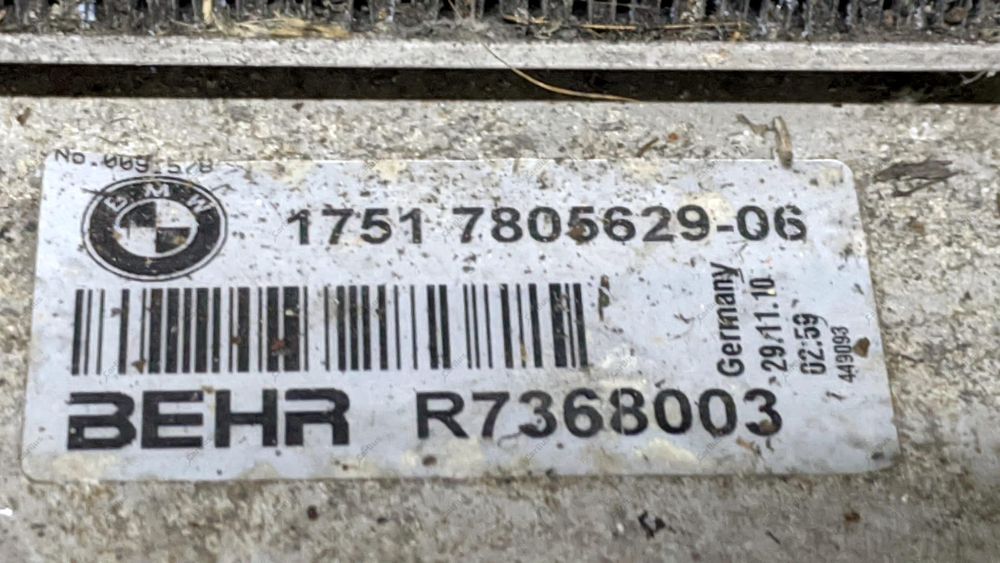 No.009.578
BMW
1751 7805629-06
Germany
29.11.10
02:59
449093
BEHR R7368003